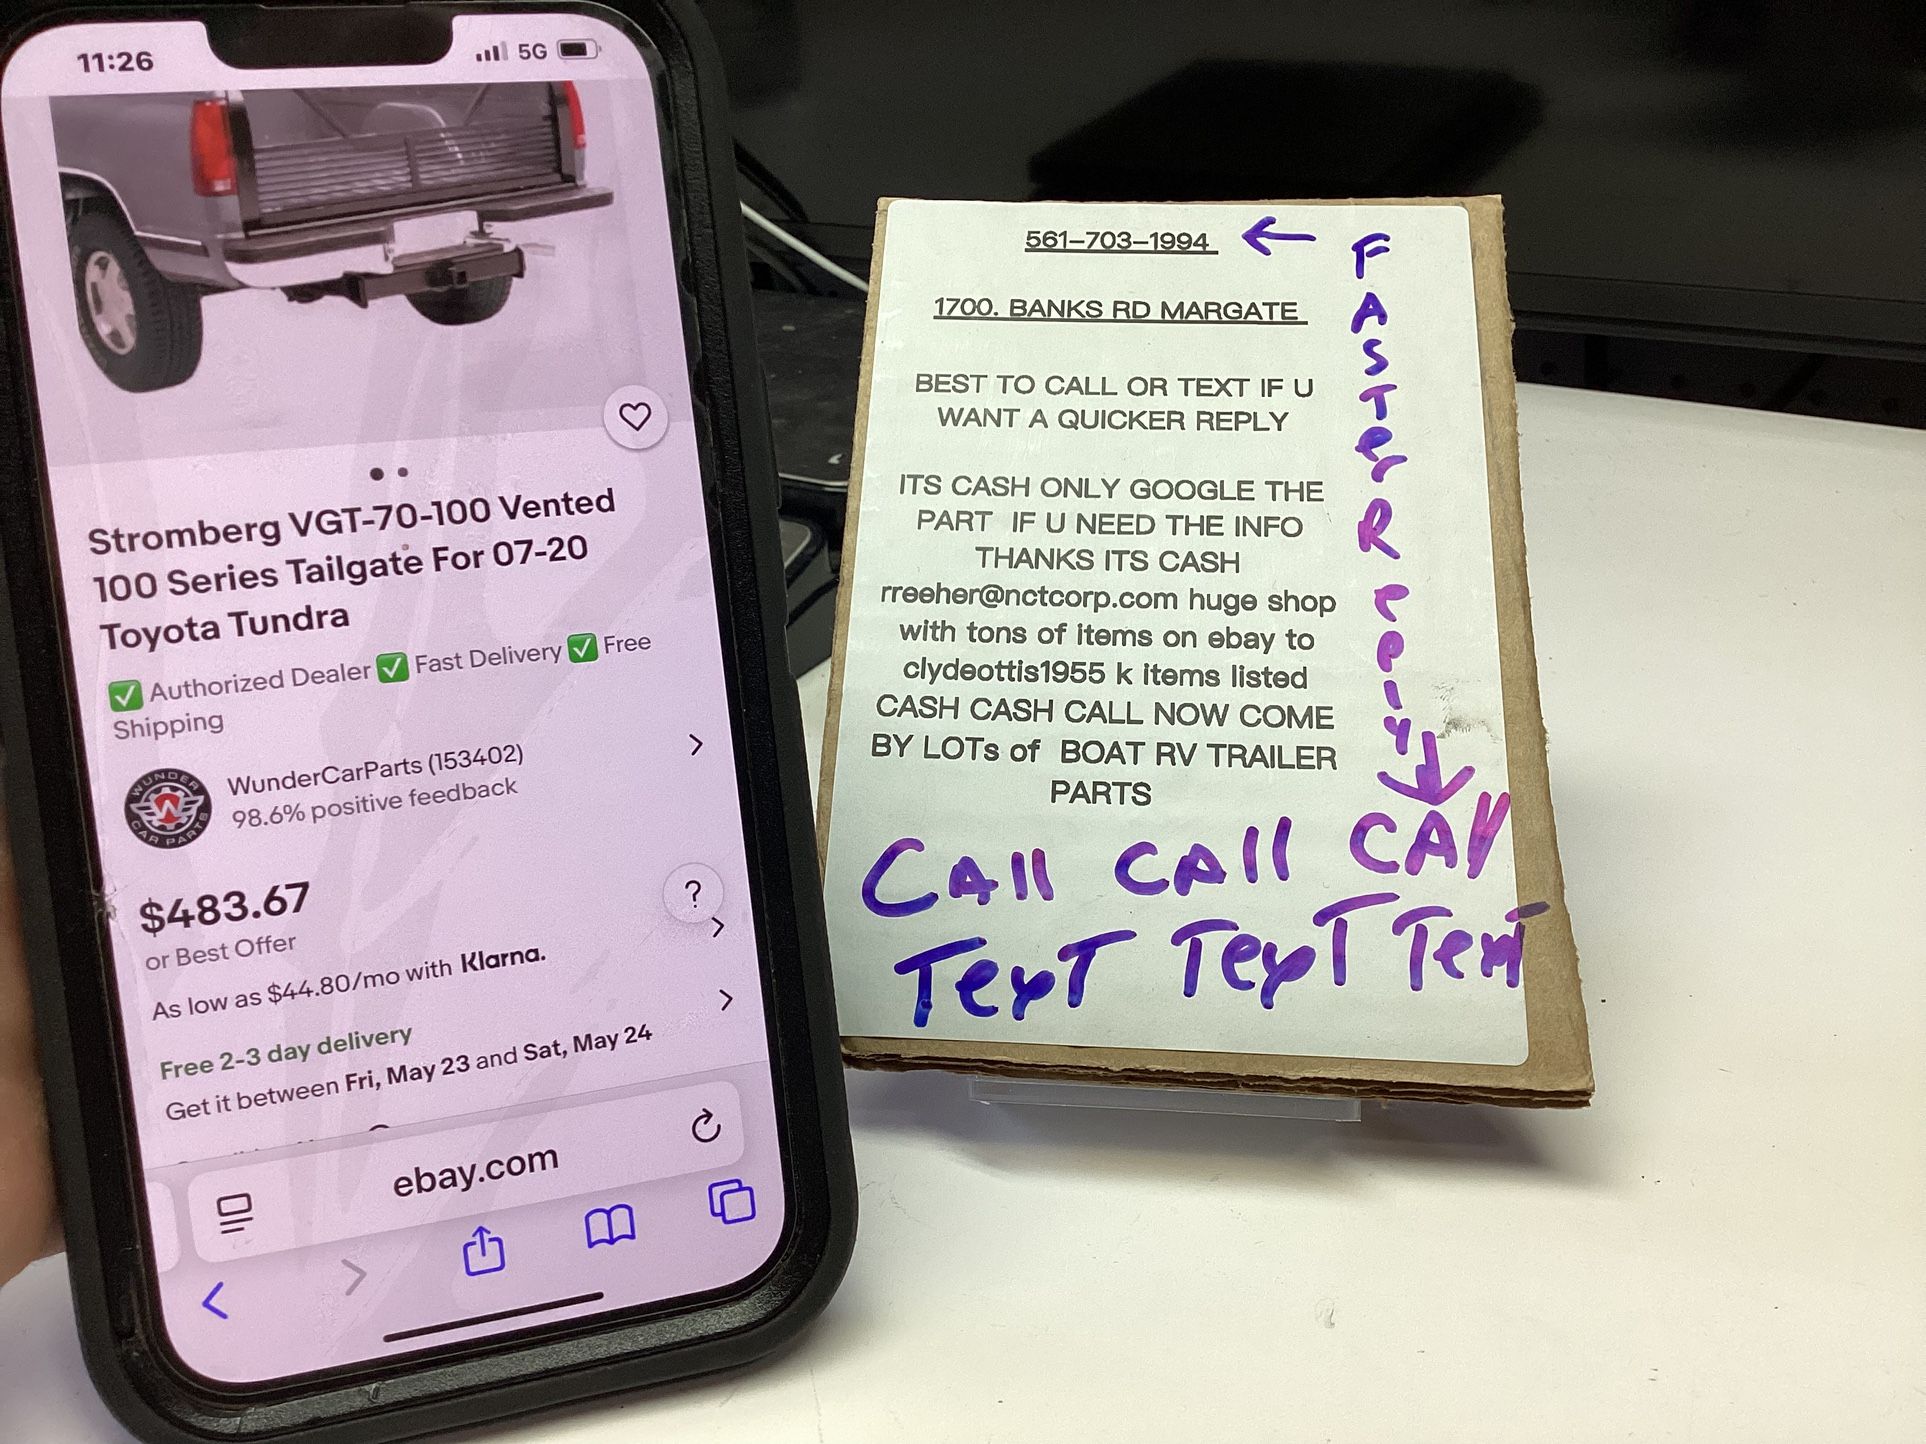 11:26
5G
Stromberg VGT-70-100 Vented
100 Series Tailgate For 07-20
Toyota Tundra
✅ Authorized Dealer ✅ Fast Delivery ✅ Free
Shipping
WUNDER
CAR PARTS
WunderCarParts (153402)
98.6% positive feedback
$483.67
?
or Best Offer
As low as $44.80/mo with Klarna.
Free 2-3 day delivery
Get it between Fri, May 23 and Sat, May 24
ebay.com
561-703-1994
1700. BANKS RD MARGATE
BEST TO CALL OR TEXT IF U
WANT A QUICKER REPLY
ITS CASH ONLY GOOGLE THE
PART IF U NEED THE INFO
THANKS ITS CASH
rreeher@nctcorp.com huge shop
with tons of items on ebay to
clydeottis1955 k items listed
CASH CASH CALL NOW COME
BY LOTs of BOAT RV TRAILER
PARTS
FASTer Reply
CAll CAll CAll
TexT TexT Text